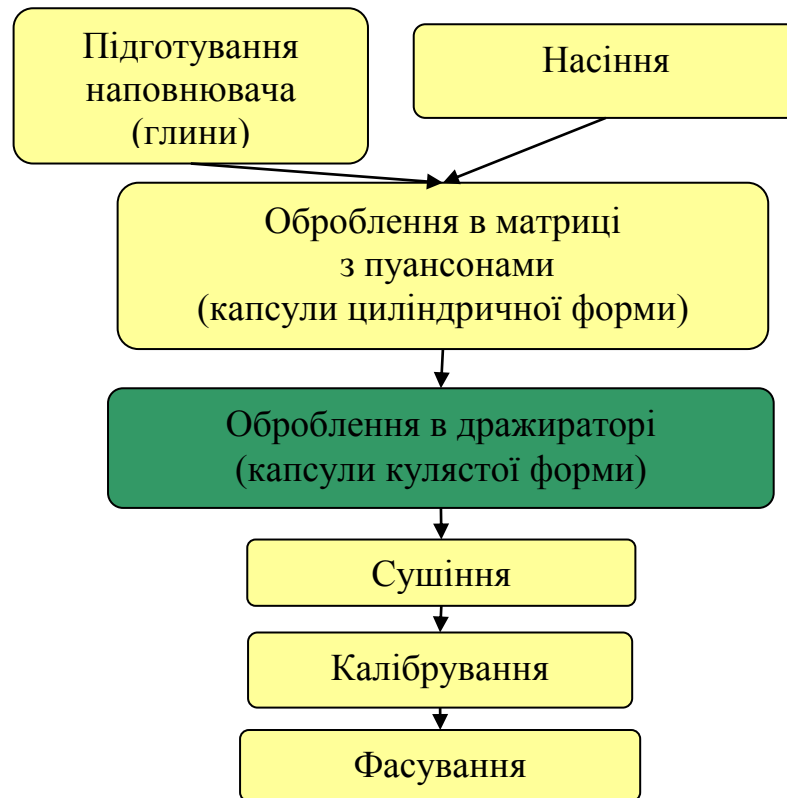 Підготування
наповнювача
(глини)
Насіння
Оброблення в матриці
з пуансонами
(капсули циліндричної форми)
Оброблення в дражираторі
(капсули кулястої форми)
Сушіння
Калібрування
Фасування